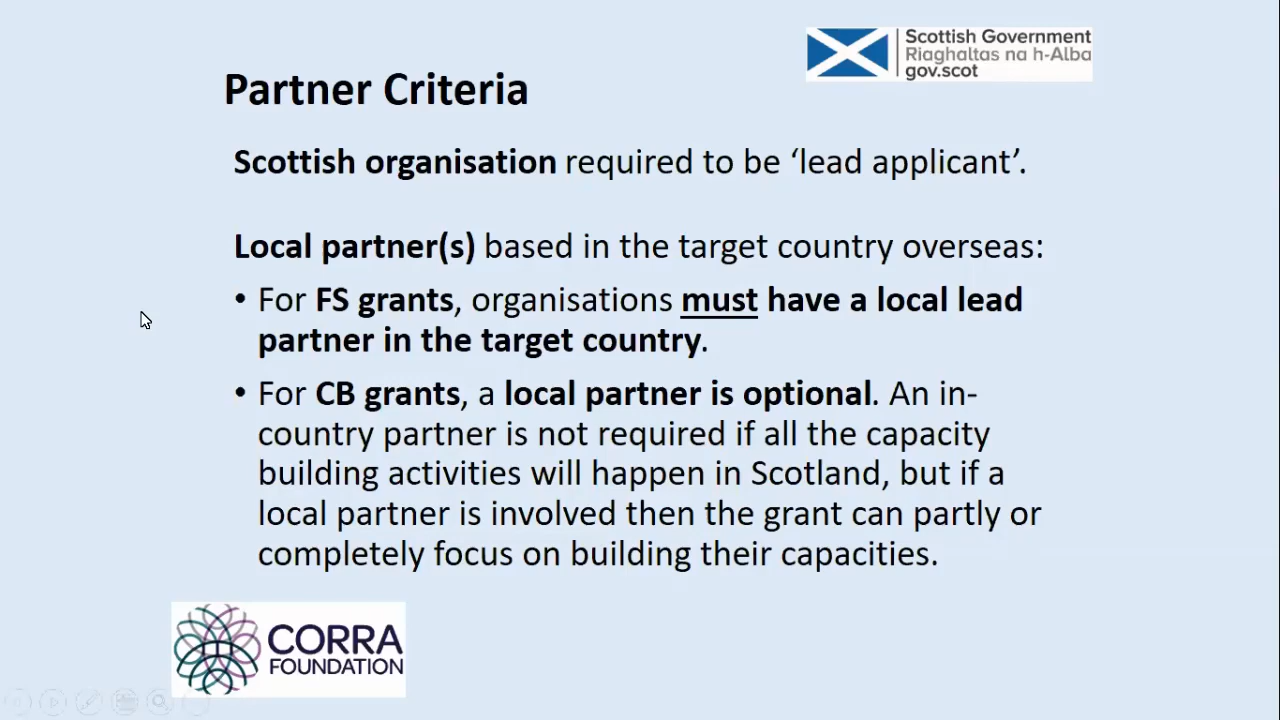 Scottish Government
Riaghaltas na h-Alba
gov.scot
Partner Criteria
Scottish organisation required to be ‘lead applicant’.
Local partner(s) based in the target country overseas:
• For FS grants, organisations must have a local lead
partner in the target country.
• For CB grants, a local partner is optional. An in-
country partner is not required if all the capacity
building activities will happen in Scotland, but if a
local partner is involved then the grant can partly or
completely focus on building their capacities.
CORRA
FOUNDATION